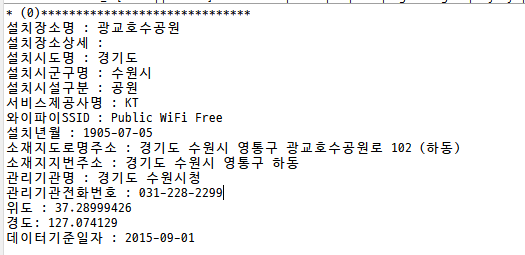 * (0)******************************
설치장소명 : 광교호수공원
설치장소상세 :
설치시도명 : 경기도
설치시군구명 : 수원시
설치시설구분 : 공원
서비스제공사명 : KT
와이파이SSID : Public WiFi Free
설치년월 : 1905-07-05
소재지도로명주소 : 경기도 수원시 영통구 광교호수공원로 102 (하동)
소재지지번주소 : 경기도 수원시 영통구 하동
관리기관명 : 경기도 수원시청
관리기관전화번호 : 031-228-2299
위도 : 37.28999426
경도: 127.074129
데이터기준일자 : 2015-09-01